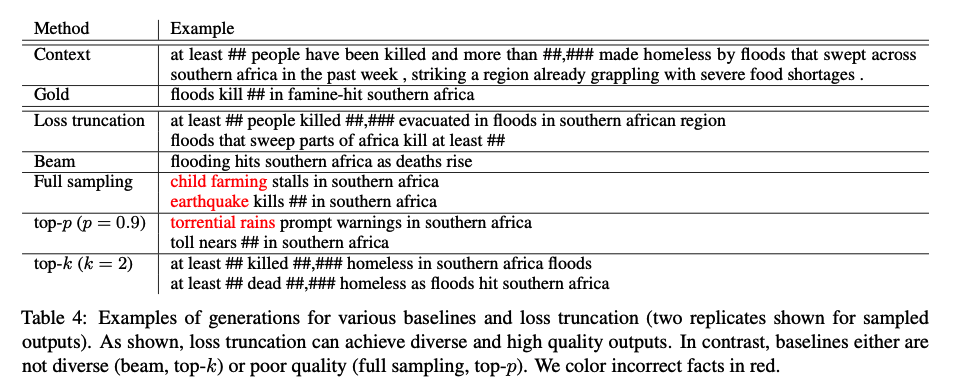 Method Example
Context at least ## people have been killed and more than ##,### made homeless by floods that swept across
southern africa in the past week , striking a region already grappling with severe food shortages .
Gold floods kill ## in famine-hit southern africa
Loss truncation at least ## people killed ##,### evacuated in floods in southern african region
floods that sweep parts of africa kill at least ##
Beam flooding hits southern africa as deaths rise
Full sampling child farming stalls in southern africa
earthquake kills ## in southern africa
top-p (p = 0.9) torrential rains prompt warnings in southern africa
toll nears ## in southern africa
top-k (k = 2) at least ## killed ##,### homeless in southern africa floods
at least ## dead ##,### homeless as floods hit southern africa
Table 4: Examples of generations for various baselines and loss truncation (two replicates shown for sampled
outputs). As shown, loss truncation can achieve diverse and high quality outputs. In contrast, baselines either are
not diverse (beam, top-k) or poor quality (full sampling, top-p). We color incorrect facts in red.